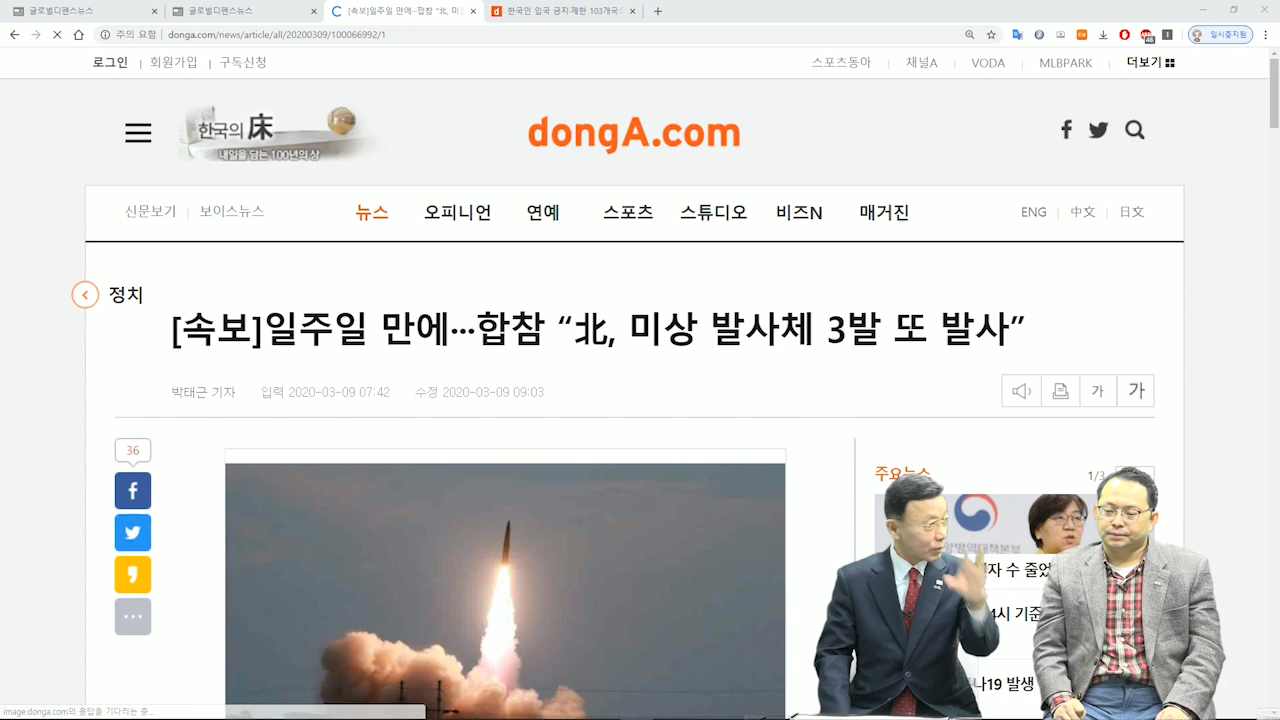 글로벌디팬스뉴스
글로벌디팬스뉴스
[속보]일주일 만에…합참 “北, 미상
한국인 입국 금지·제한 103개국
주의 요함
donga.com/news/article/all/20200309/100066992/1
일시중지됨
로그인 | 회원가입 | 구독신청
스포츠동아 | 채널A | VODA | MLBPARK | 더보기
한국의 床
내일을 담는 100년의 상
dongA.com
신문보기 | 보이스뉴스
뉴스 오피니언 연예 스포츠 스튜디오 비즈N 매거진
ENG | 中文 | 日文
정치
[속보]일주일 만에…합참 “北, 미상 발사체 3발 또 발사”
박태근 기자 입력 2020-03-09 07:42 수정 2020-03-09 09:03
가 가
36
주요뉴스
1/3
자 수 줄었
4시 기준
나19 발생
image.donga.com의 응답을 기다리는 중...